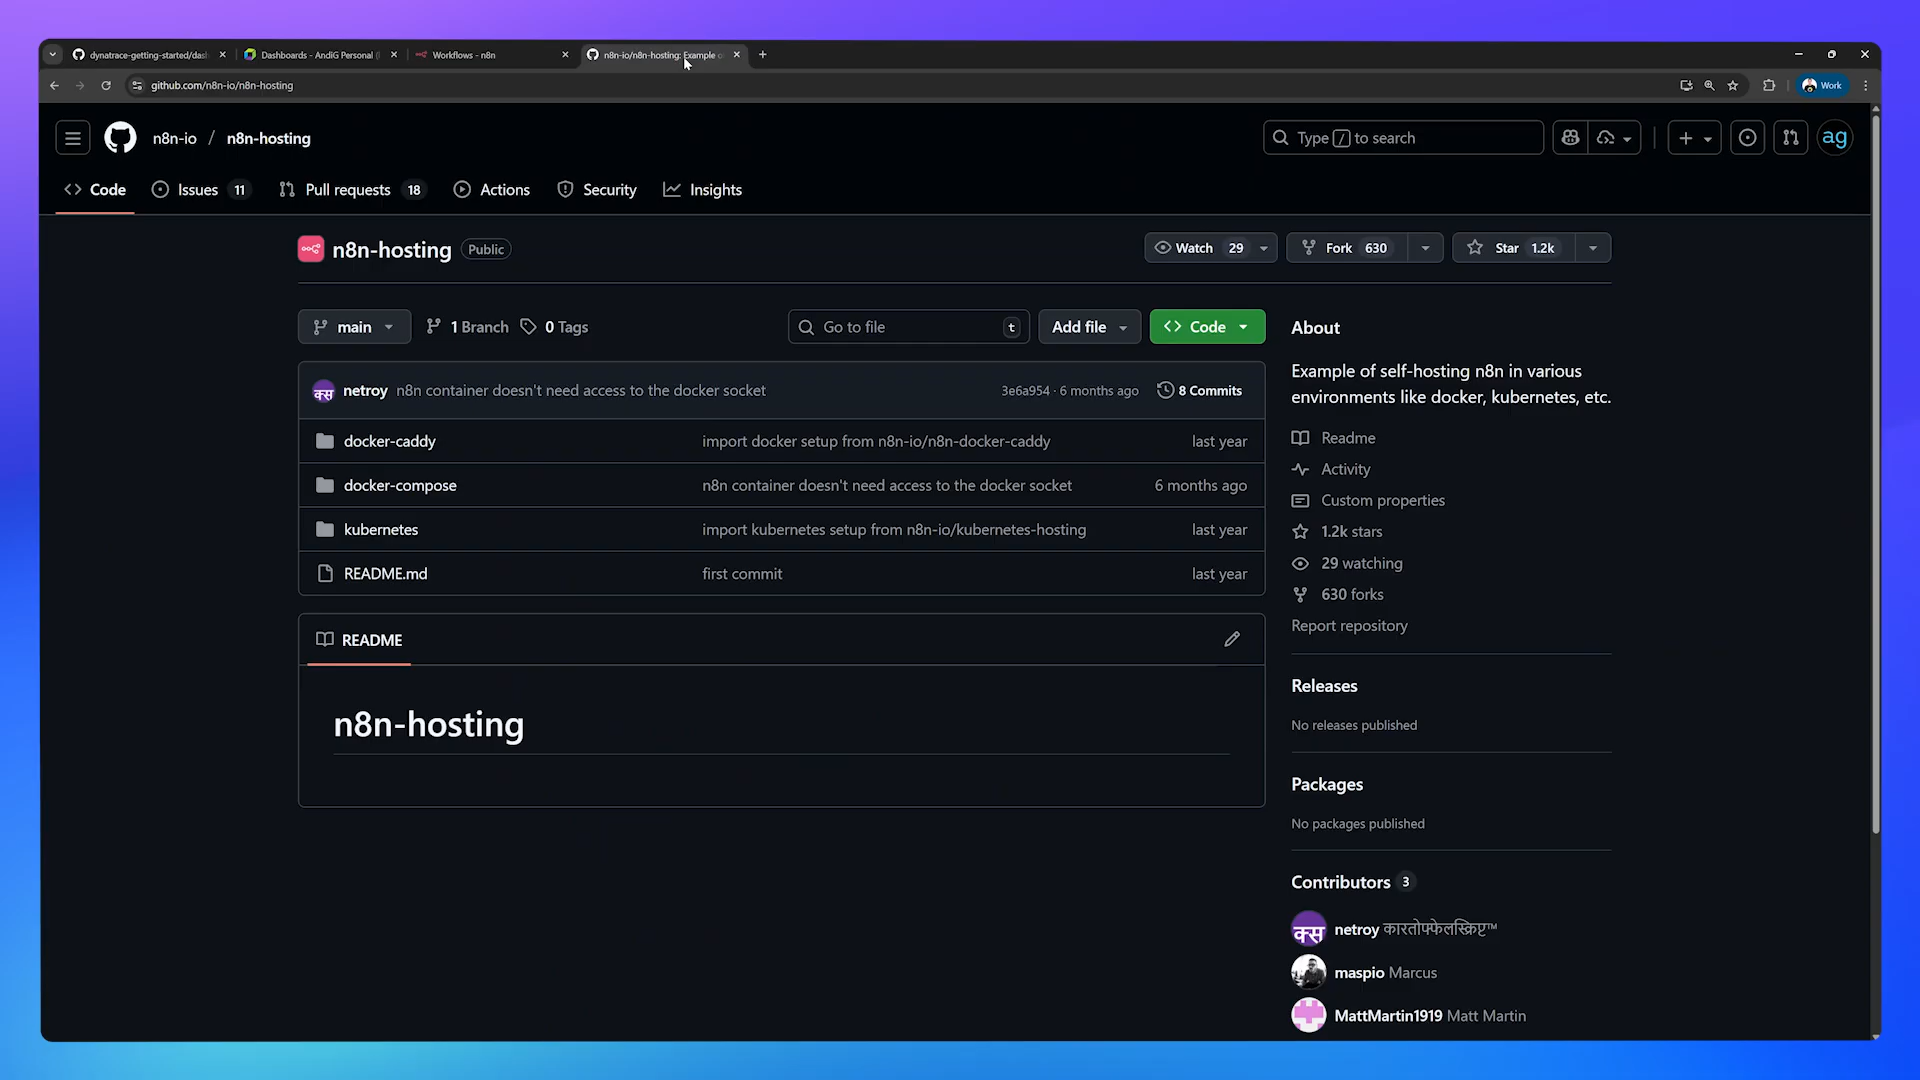 dynatrace-getting-started/das
Dashboards - AndiG Personal
Workflows - n8n
n8n-io/n8n-hosting: Example o
github.com/n8n-io/n8n-hosting
Work
n8n-io / n8n-hosting
Type / to search
ag
Code
Issues 11
Pull requests 18
Actions
Security
Insights
n8n-hosting Public
Watch 29
Fork 630
Star 1.2k
main
1 Branch
0 Tags
Go to file t
Add file
Code
क्स netroy n8n container doesn't need access to the docker socket 3e6a954 · 6 months ago 8 Commits
docker-caddy import docker setup from n8n-io/n8n-docker-caddy last year
docker-compose n8n container doesn't need access to the docker socket 6 months ago
kubernetes import kubernetes setup from n8n-io/kubernetes-hosting last year
README.md first commit last year
README
n8n-hosting
About
Example of self-hosting n8n in various
environments like docker, kubernetes, etc.
Readme
Activity
Custom properties
1.2k stars
29 watching
630 forks
Report repository
Releases
No releases published
Packages
No packages published
Contributors 3
क्स netroy कारतोफ्फेलस्क्रिप्ट™
maspio Marcus
MattMartin1919 Matt Martin